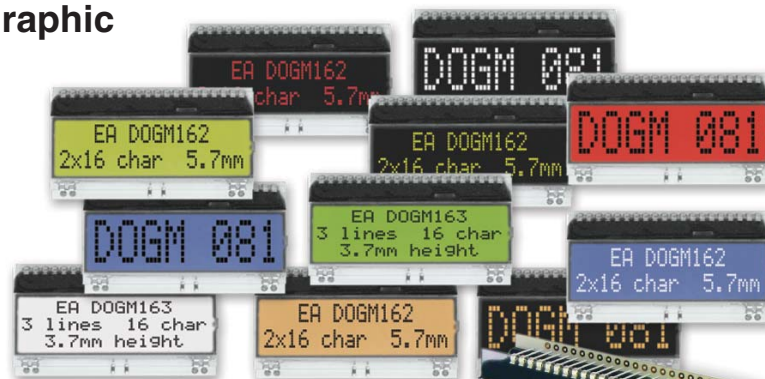 raphic
EA DOGM162
char 5.7mm
DOGM 081
EA DOGM162
2x16 char 5.7mm
EA DOGM162
2x16 char 5.7mm
DOGM 081
DOGM 081
EA DOGM163
3 lines 16 char
3.7mm height
EA DOGM162
2x16 char 5.7mm
EA DOGM163
3 lines 16 char
3.7mm height
EA DOGM162
2x16 char 5.7mm
DOGM 081